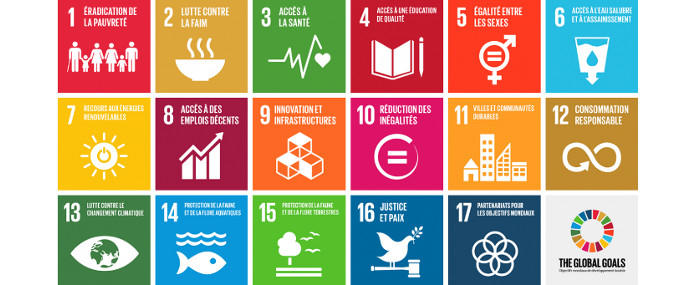 1 ÉRADICATION DE
LA PAUVRETÉ
2 LUTTE CONTRE
LA FAIM
3 ACCÈS À
LA SANTÉ
4 ACCÈS À UNE ÉDUCATION
DE QUALITÉ
5 ÉGALITÉ ENTRE
LES SEXES
6 ACCÈS À L'EAU SALUBRE
ET À L'ASSAINISSEMENT
7 RECOURS AUX ÉNERGIES
RENOUVELABLES
8 ACCÈS À DES
EMPLOIS DÉCENTS
9 INNOVATION ET
INFRASTRUCTURES
10 RÉDUCTION DES
INÉGALITÉS
11 VILLES ET COMMUNAUTÉS
DURABLES
12 CONSOMMATION
RESPONSABLE
13 LUTTE CONTRE LE
CHANGEMENT CLIMATIQUE
14 PROTECTION DE LA FAUNE
ET DE LA FLORE AQUATIQUES
15 PROTECTION DE LA FAUNE
ET DE LA FLORE TERRESTRES
16 JUSTICE
ET PAIX
17 PARTENARIATS POUR
LES OBJECTIFS MONDIAUX
THE GLOBAL GOALS
Objectifs mondiaux de développement durable